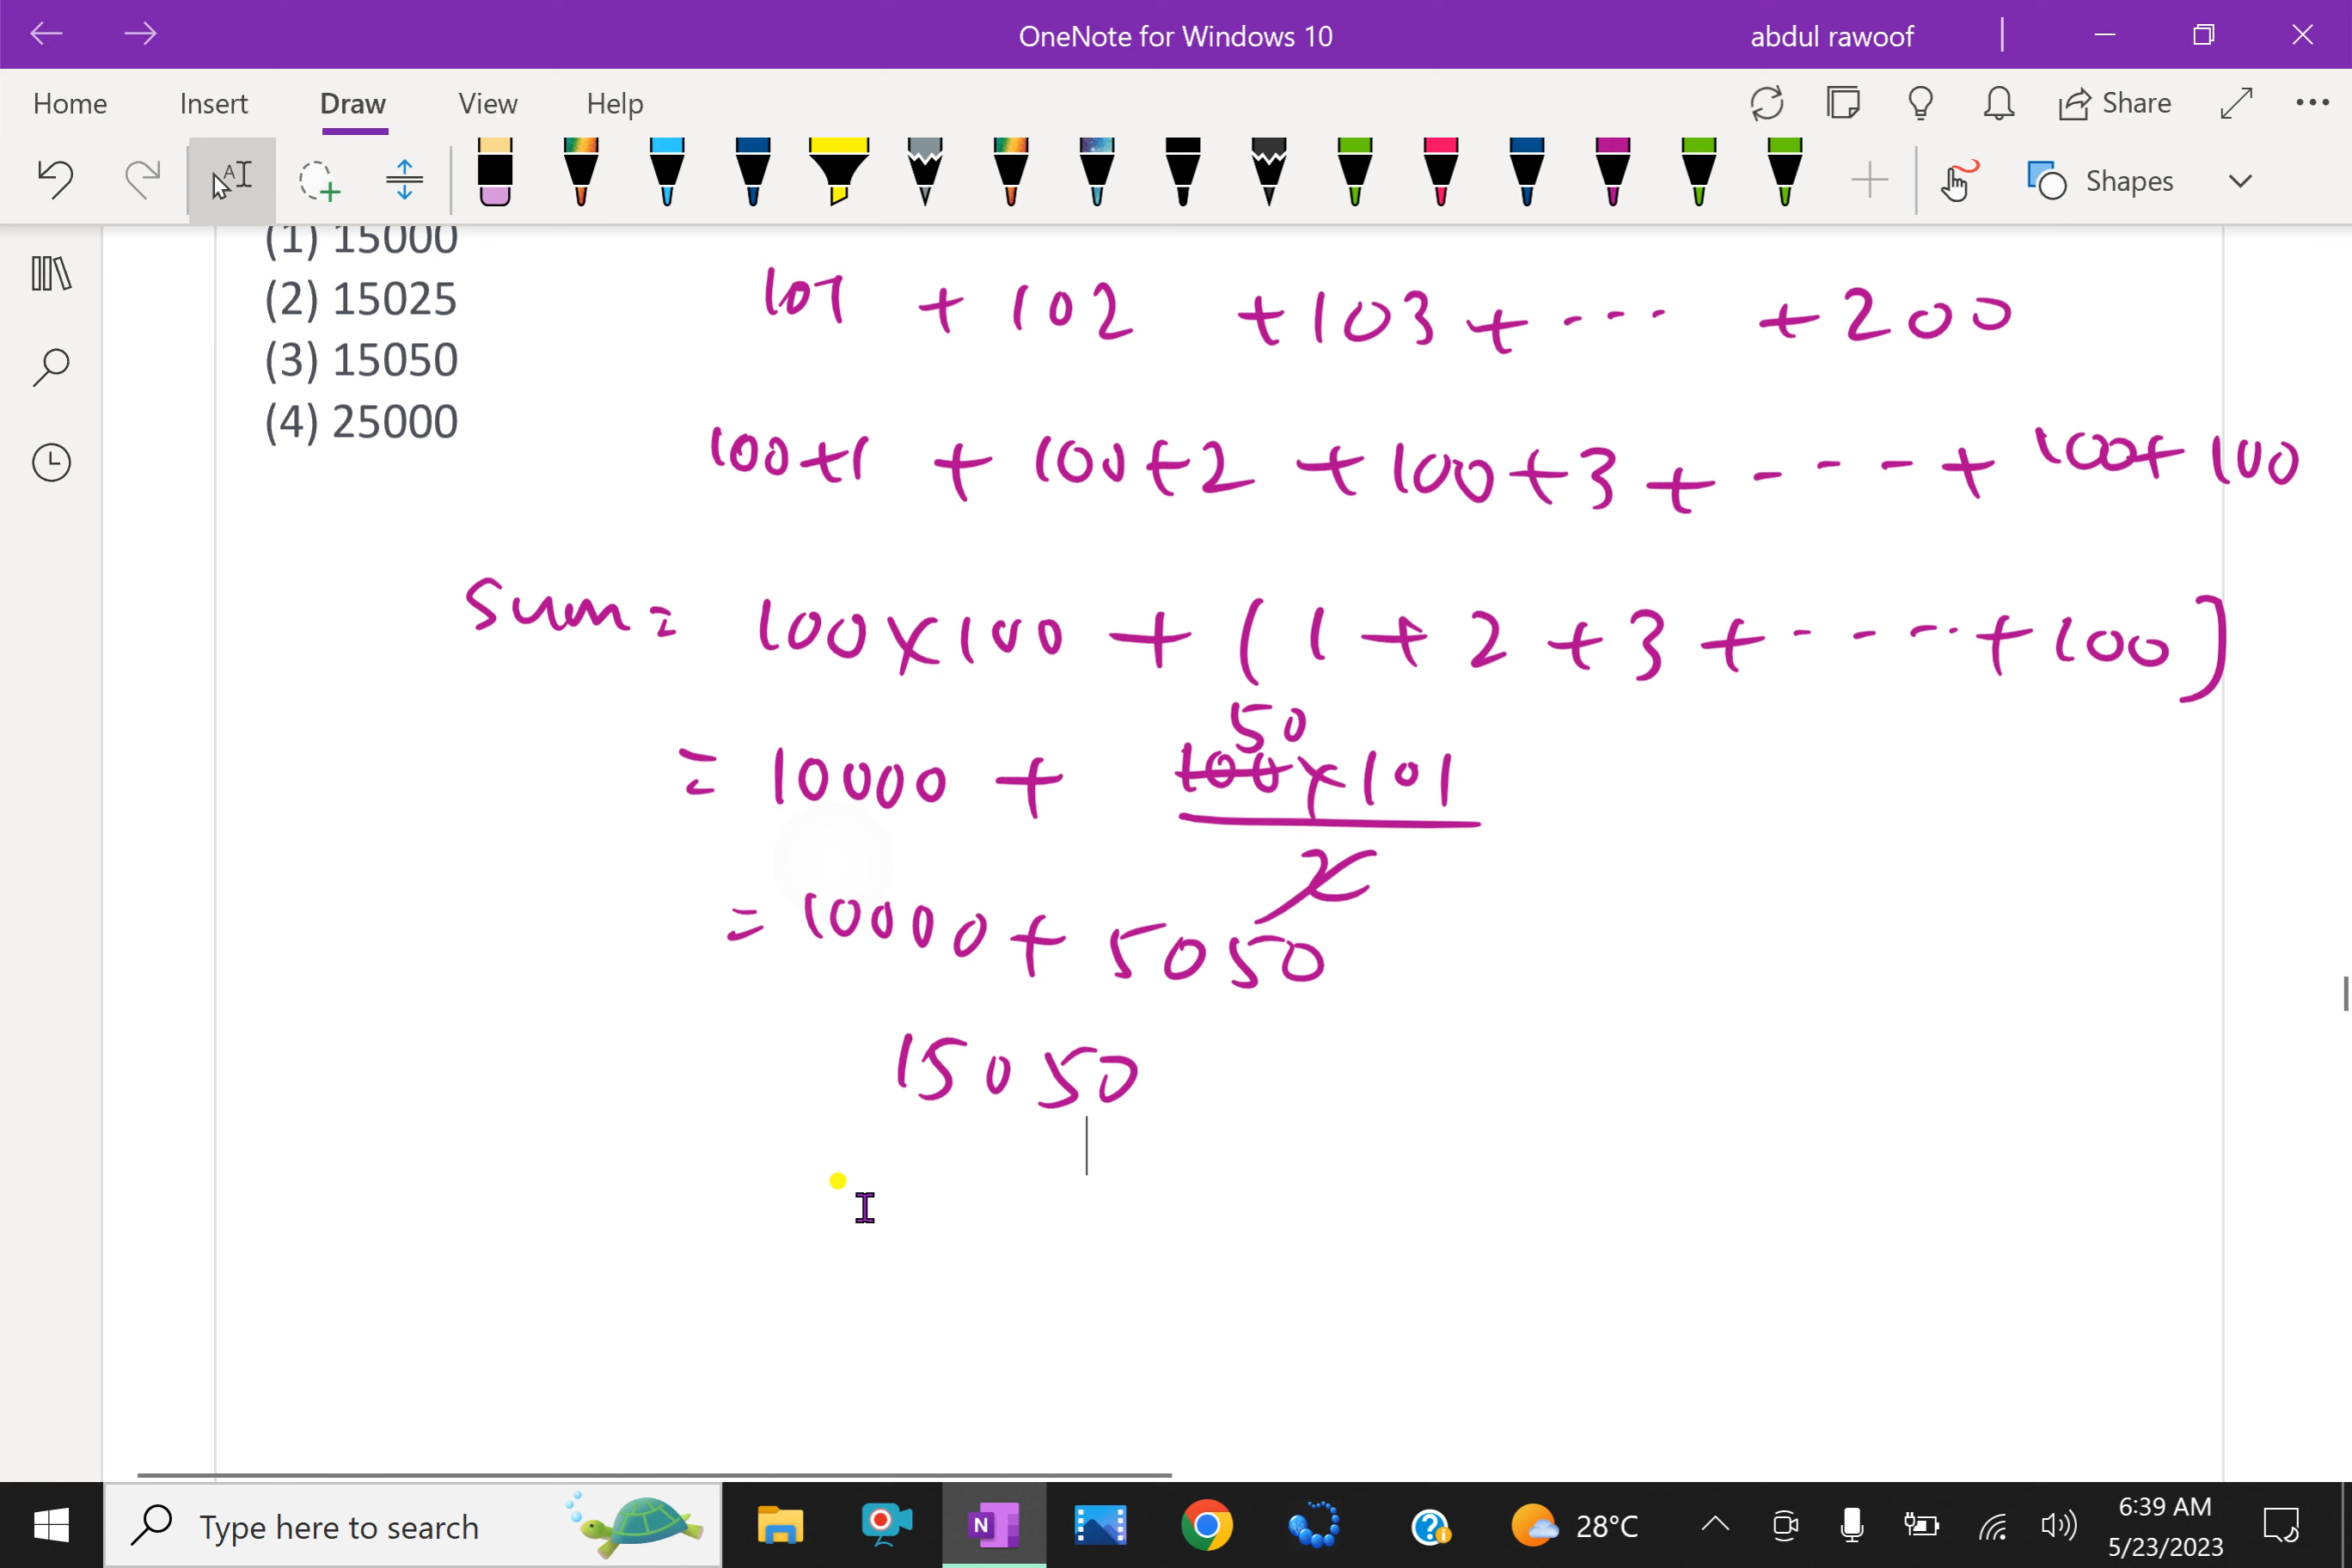 OneNote for Windows 10
abdul rawoof
Home Insert Draw View Help
Share
Shapes
(1) 15000
(2) 15025
(3) 15050
(4) 25000
101 + 102 + 103 + --- + 200
100+1 + 100+2 + 100+3 + ---- + 100+ 100
Sum = 100×100 + ( 1 + 2 + 3 + ---- + 100 )
50
= 10000 + 100×101
2
= 10000 + 5050
15050
Type here to search
N
28°C
6:39 AM
5/23/2023